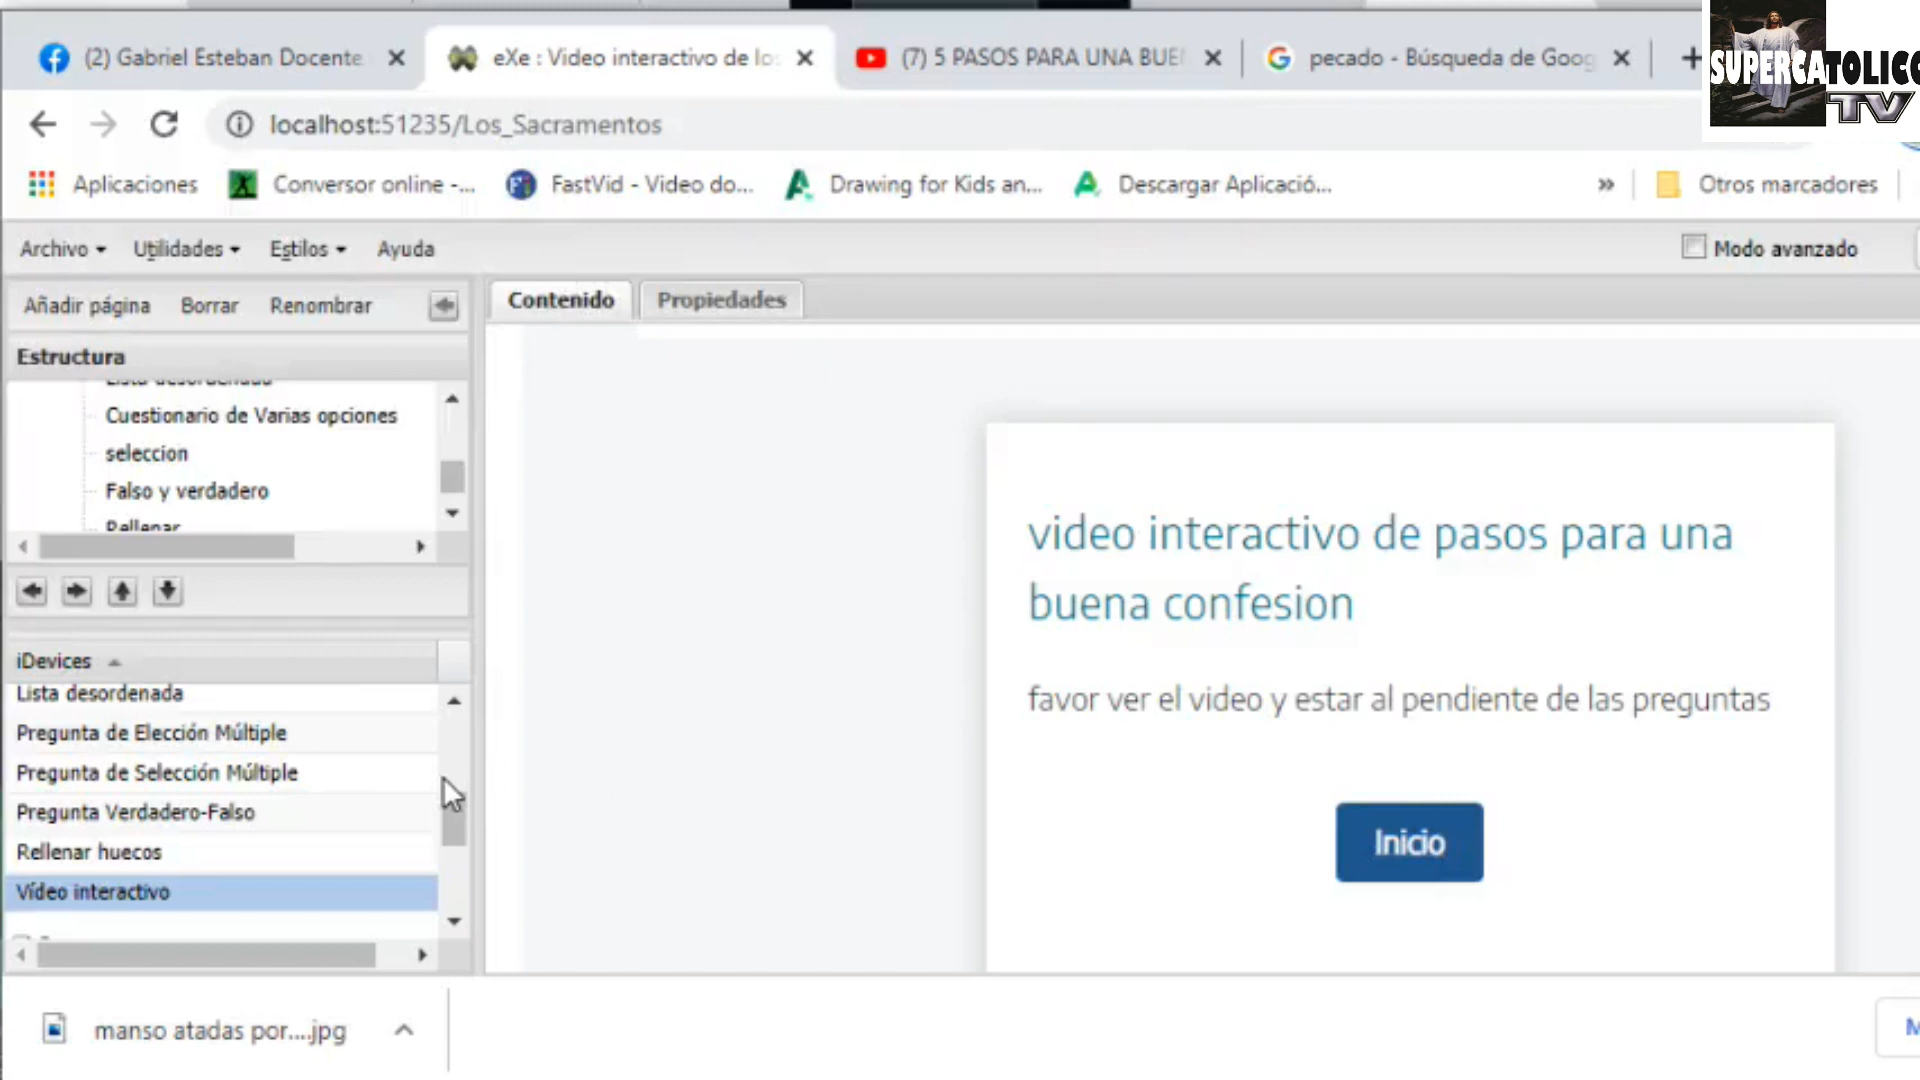 (2) Gabriel Esteban Docente
eXe : Video interactivo de lo
(7) 5 PASOS PARA UNA BUE
pecado - Búsqueda de Goog
SUPERCATOLICO
TV
localhost:51235/Los_Sacramentos
Aplicaciones
Conversor online -...
FastVid - Video do...
Drawing for Kids an...
Descargar Aplicació...
Otros marcadores
Archivo
Utilidades
Estilos
Ayuda
Modo avanzado
Añadir página
Borrar
Renombrar
Contenido
Propiedades
Estructura
Lista desordenada
Cuestionario de Varias opciones
seleccion
Falso y verdadero
Rellenar
iDevices
Lista desordenada
Pregunta de Elección Múltiple
Pregunta de Selección Múltiple
Pregunta Verdadero-Falso
Rellenar huecos
Vídeo interactivo
video interactivo de pasos para una
buena confesion
favor ver el video y estar al pendiente de las preguntas
Inicio
manso atadas por....jpg
M